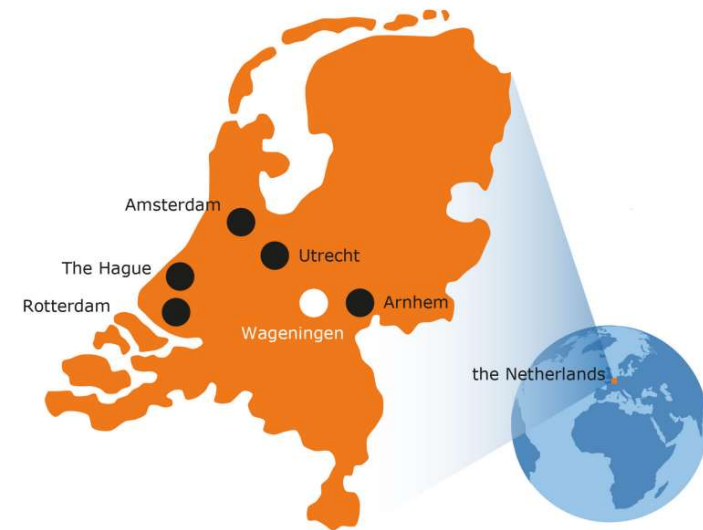 Amsterdam
Utrecht
The Hague
Rotterdam
Arnhem
Wageningen
the Netherlands